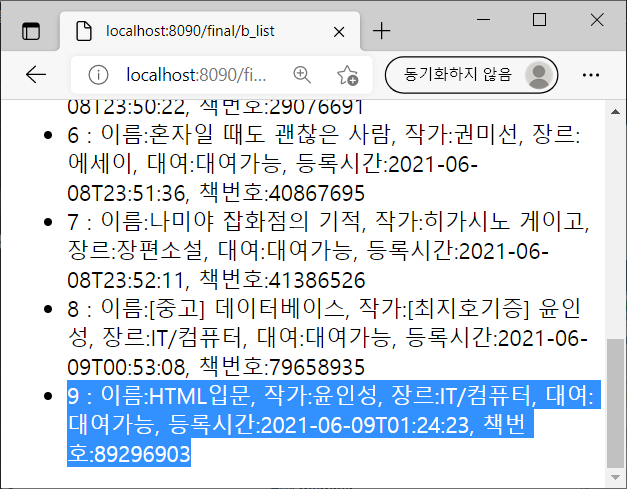 localhost:8090/final/b_list
localhost:8090/fi...
동기화하지 않음
08T23:50:22, 책번호:29076691
6 : 이름:혼자일 때도 괜찮은 사람, 작가:권미선, 장르:
에세이, 대여:대여가능, 등록시간:2021-06-
08T23:51:36, 책번호:40867695
7 : 이름:나미야 잡화점의 기적, 작가:히가시노 게이고,
장르:장편소설, 대여:대여가능, 등록시간:2021-06-
08T23:52:11, 책번호:41386526
8 : 이름:[중고] 데이터베이스, 작가:[최지호기증] 윤인
성, 장르:IT/컴퓨터, 대여:대여가능, 등록시간:2021-06-
09T00:53:08, 책번호:79658935
9 : 이름:HTML입문, 작가:윤인성, 장르:IT/컴퓨터, 대여:
대여가능, 등록시간:2021-06-09T01:24:23, 책번
호:89296903